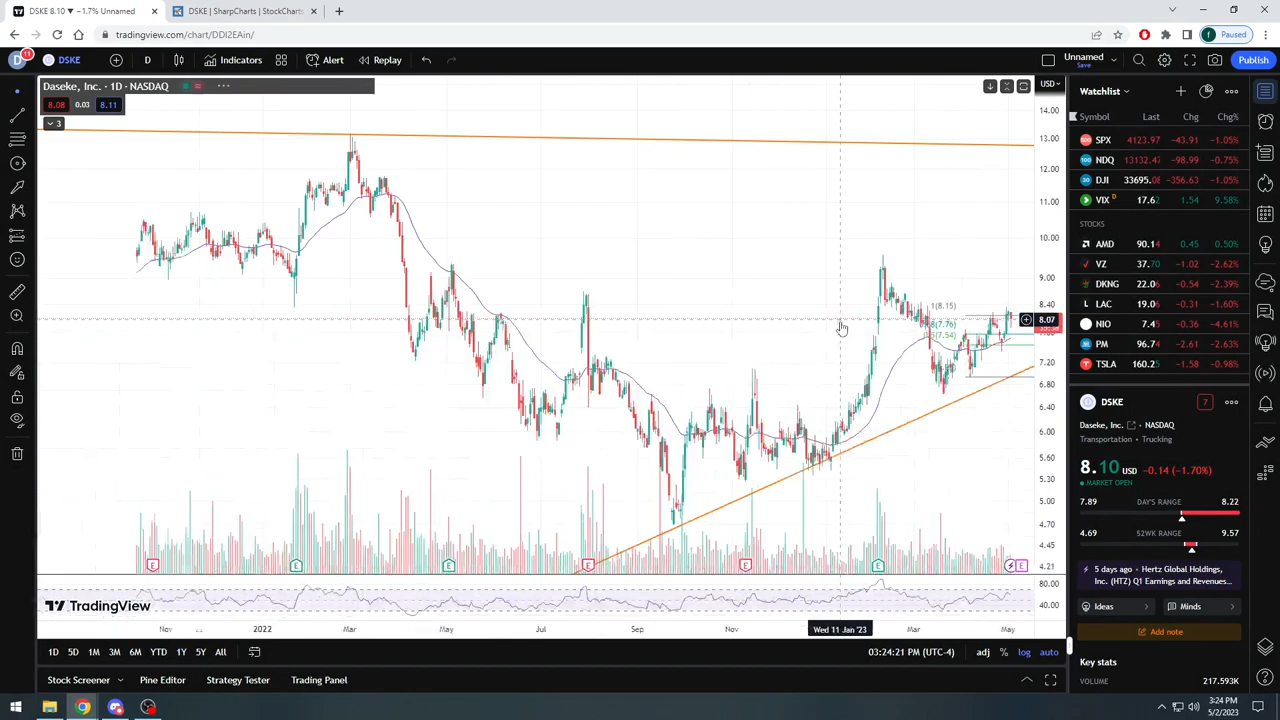 DSKE 8.10 ▼ −1.7% Unnamed
DSKE | SharpCharts | StockCharts
tradingview.com/chart/DDI2EAin/
Paused
D
11
DSKE
D
Indicators
Alert
Replay
Unnamed
Save
Publish
Daseke, Inc. · 1D · NASDAQ
8.08
0.03
8.11
3
USD
14.00
13.00
12.00
11.00
10.00
9.00
8.40
8.07
7.20
6.80
6.40
6.00
5.60
5.30
5.00
4.70
4.45
4.21
80.00
40.00
1(8.15)
TradingView
Nov
2022
Mar
May
Jul
Sep
Nov
Wed 11 Jan '23
Mar
May
1D 5D 1M 3M 6M YTD 1Y 5Y All
03:24:21 PM (UTC-4)
adj % log auto
Stock Screener
Pine Editor
Strategy Tester
Trading Panel
Watchlist
Symbol Last Chg Chg%
SPX 4123.97 −43.91 −1.05%
NDQ 13132.47 −98.99 −0.75%
DJI 33695.08 −356.63 −1.05%
VIX D 17.62 1.54 9.58%
STOCKS
AMD 90.14 0.45 0.50%
VZ 37.70 −1.02 −2.62%
DKNG 22.06 −0.54 −2.39%
LAC 19.06 −0.31 −1.60%
NIO 7.45 −0.36 −4.61%
PM 96.74 −2.61 −2.63%
TSLA 160.25 −1.58 −0.98%
DSKE
7
Daseke, Inc. NASDAQ
Transportation · Trucking
8.10 USD −0.14 (−1.70%)
MARKET OPEN
7.89 DAY'S RANGE 8.22
4.69 52WK RANGE 9.57
5 days ago · Hertz Global Holdings,
Inc. (HTZ) Q1 Earnings and Revenues...
Ideas
Minds
Add note
Key stats
VOLUME 217.593K
3:24 PM
5/2/2023